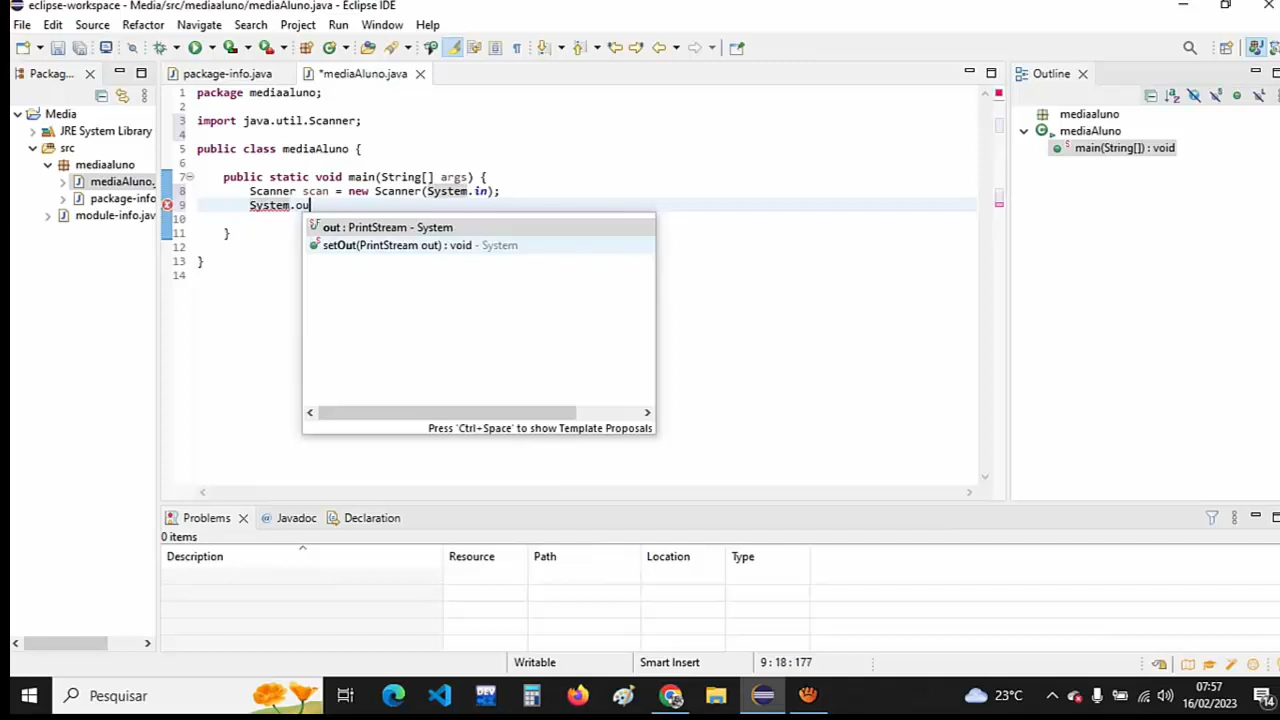 eclipse-workspace - Media/src/mediaaluno/mediaAluno.java - Eclipse IDE
File Edit Source Refactor Navigate Search Project Run Window Help
Packag...
package-info.java
*mediaAluno.java
Outline
Media
JRE System Library
src
mediaaluno
mediaAluno.
package-info
module-info.jav
1 package mediaaluno;
2
3 import java.util.Scanner;
4
5 public class mediaAluno {
6
7 public static void main(String[] args) {
8 Scanner scan = new Scanner(System.in);
9 System.ou
10
11 }
12
13 }
14
out : PrintStream - System
setOut(PrintStream out) : void - System
Press 'Ctrl+Space' to show Template Proposals
mediaaluno
mediaAluno
main(String[]) : void
Problems
@ Javadoc
Declaration
0 items
Description Resource Path Location Type
Writable Smart Insert 9 : 18 : 177
Pesquisar
DEV
23°C
07:57
16/02/2023
14